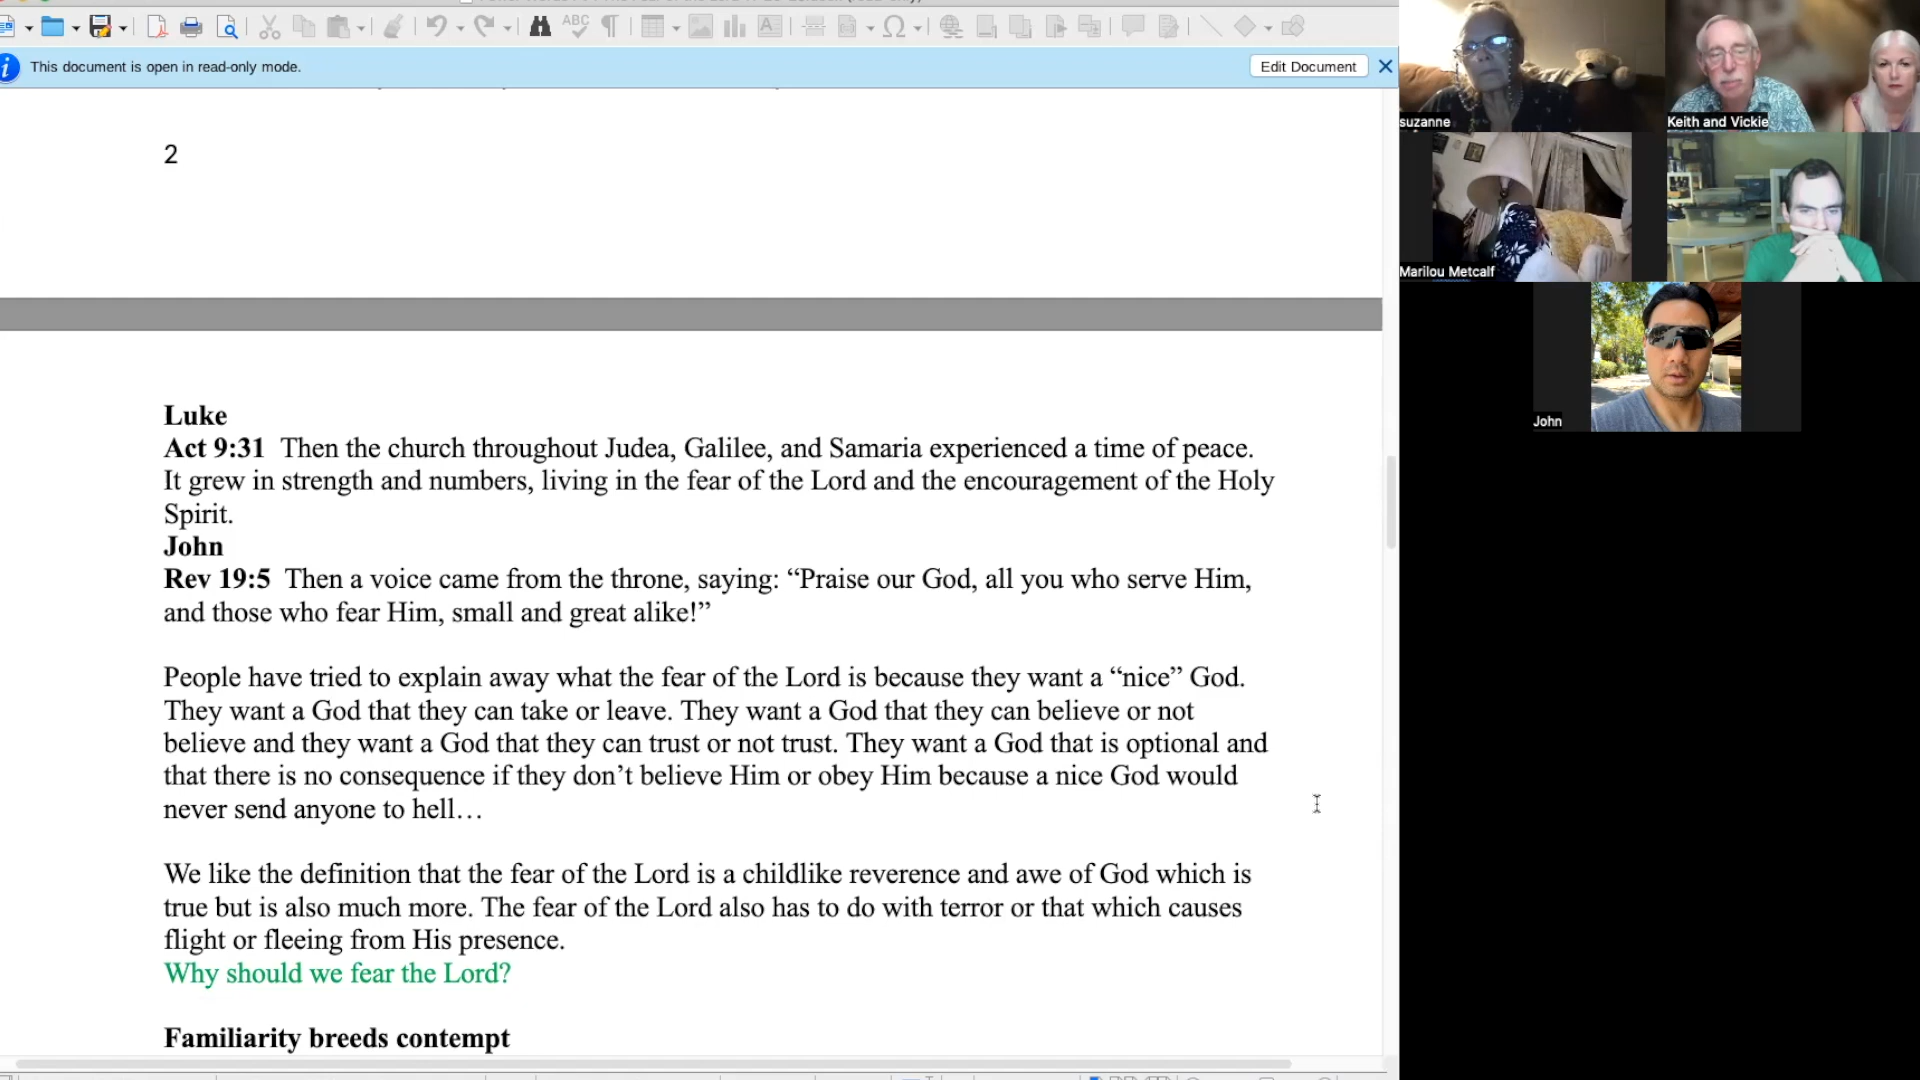 This document is open in read-only mode.
Edit Document
2
Luke
Act 9:31 Then the church throughout Judea, Galilee, and Samaria experienced a time of peace.
It grew in strength and numbers, living in the fear of the Lord and the encouragement of the Holy
Spirit.
John
Rev 19:5 Then a voice came from the throne, saying: “Praise our God, all you who serve Him,
and those who fear Him, small and great alike!”
People have tried to explain away what the fear of the Lord is because they want a “nice” God.
They want a God that they can take or leave. They want a God that they can believe or not
believe and they want a God that they can trust or not trust. They want a God that is optional and
that there is no consequence if they don’t believe Him or obey Him because a nice God would
never send anyone to hell…
We like the definition that the fear of the Lord is a childlike reverence and awe of God which is
true but is also much more. The fear of the Lord also has to do with terror or that which causes
flight or fleeing from His presence.
Why should we fear the Lord?
Familiarity breeds contempt
suzanne
Keith and Vickie
Marilou Metcalf
John